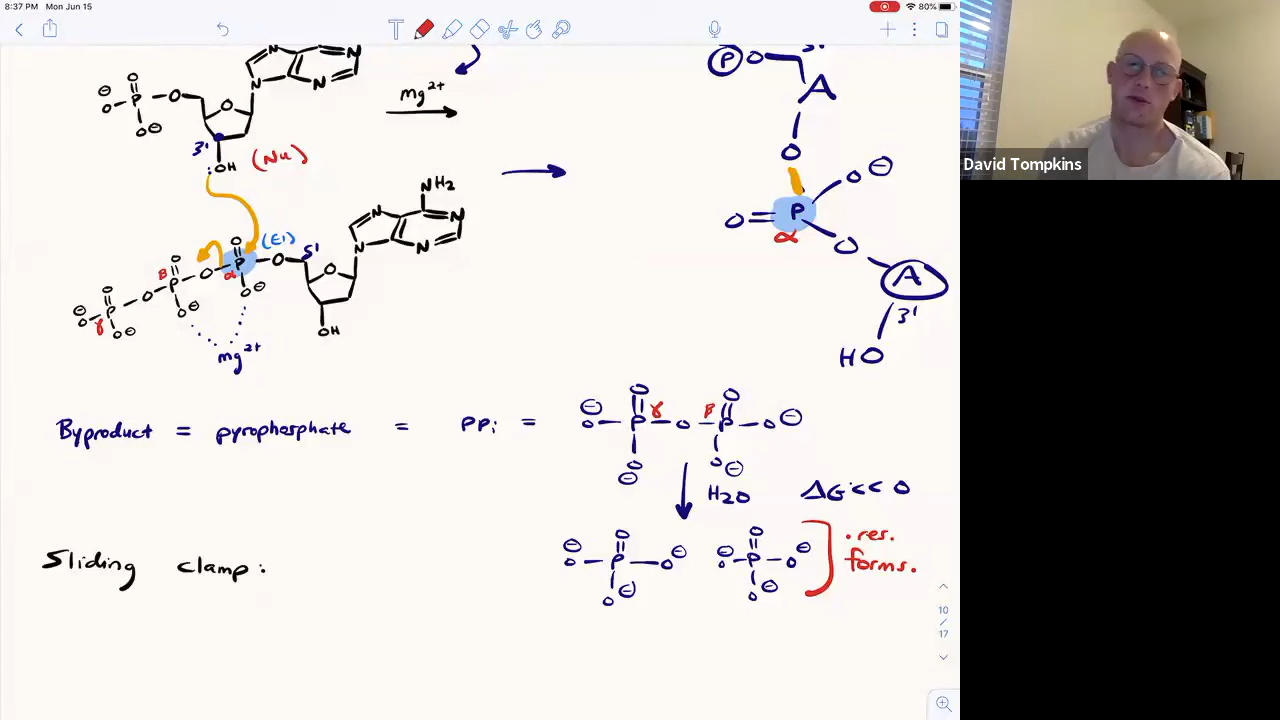 8:37 PM Mon Jun 15
80%
David Tompkins
P O 5'
A
O
P O
O
O
N N
N N
Mg2+
3'
:OH (Nu)
O
O P O
α
O
A
3'
HO
NH2
N N
N N
O (El) 5'
P O
α
O
O
β P O
O
O P O
γ
O
O
OH
Mg2+
Byproduct = pyrophosphate = PPi = O P γ O β P O
O O
O O
H2O ΔG << 0
Sliding clamp:
O O
O P O O P O
O O
. res.
forms.
10
/
17